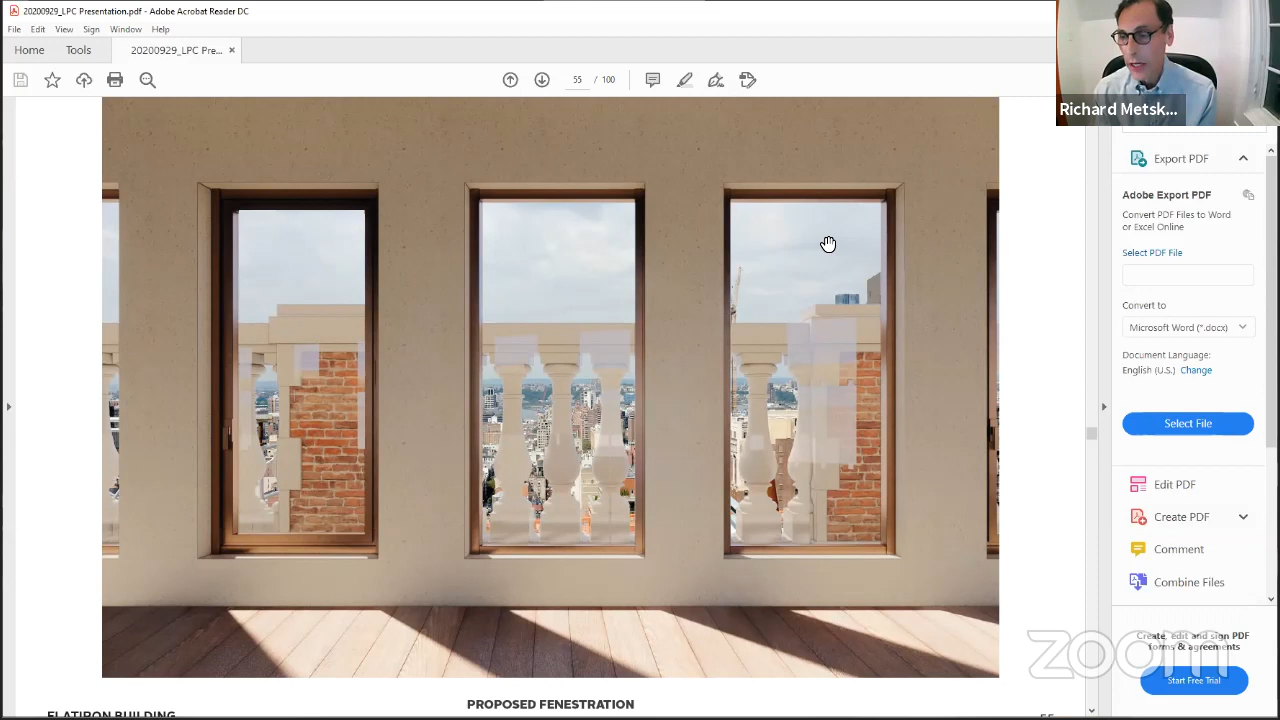 20200929_LPC Presentation.pdf - Adobe Acrobat Reader DC
File Edit View Sign Window Help
Home Tools 20200929_LPC Pre... ×
55 / 100
Richard Metsk...
Export PDF
Adobe Export PDF
Convert PDF Files to Word
or Excel Online
Select PDF File
Convert to
Microsoft Word (*.docx)
Document Language:
English (U.S.) Change
Select File
Edit PDF
Create PDF
Comment
Combine Files
Create, edit and sign PDF
forms & agreements
Start Free Trial
zoom
PROPOSED FENESTRATION
FLATIRON BUILDING
55